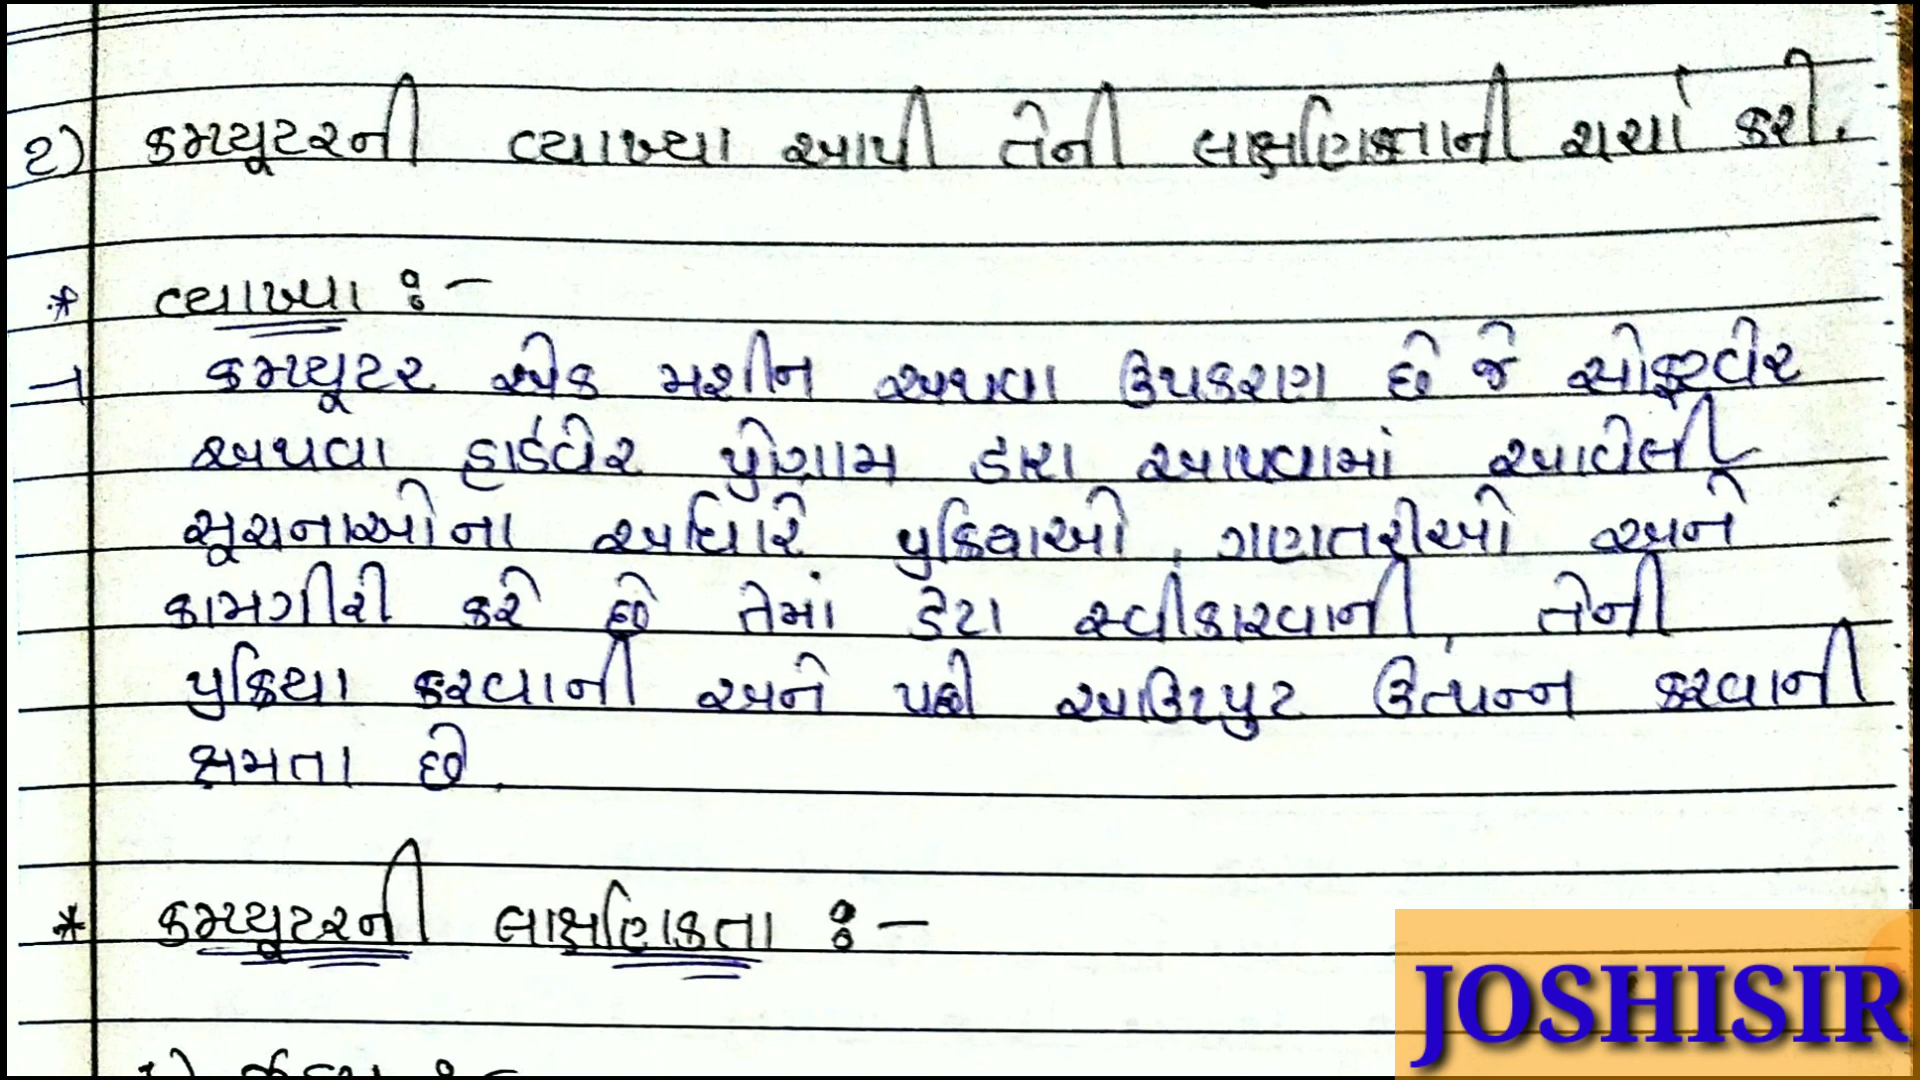 ૨) કમ્પ્યૂટરની વ્યાખ્યા આપી તેની લાક્ષણિક્તાની ચર્ચા કરો.
* વ્યાખ્યા :-
→ કમ્પ્યૂટર એક મશીન અથવા ઉપકરણ છે જે સોફ્ટવેર
અથવા હાર્ડવેર પ્રોગ્રામ દ્વારા આપવામાં આવેલી
સૂચનાઓના આધારે પ્રક્રિયાઓ, ગણતરીઓ અને
કામગીરી કરે છે તેમાં ડેટા સ્વીકારવાની, તેની
પ્રક્રિયા કરવાની અને પછી આઉટપુટ ઉત્પન્ન કરવાની
ક્ષમતા છે.
* કમ્પ્યૂટરની લાક્ષણિકતા :-
JOSHISIR